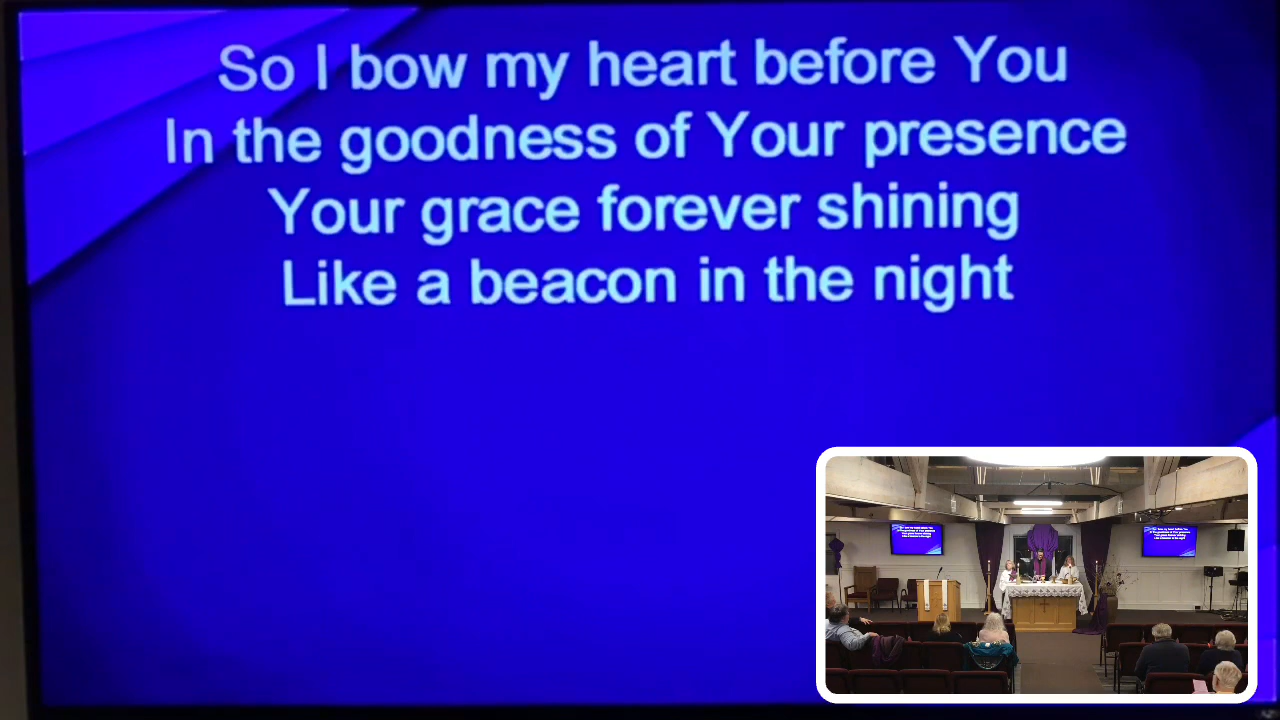 So I bow my heart before You
In the goodness of Your presence
Your grace forever shining
Like a beacon in the night